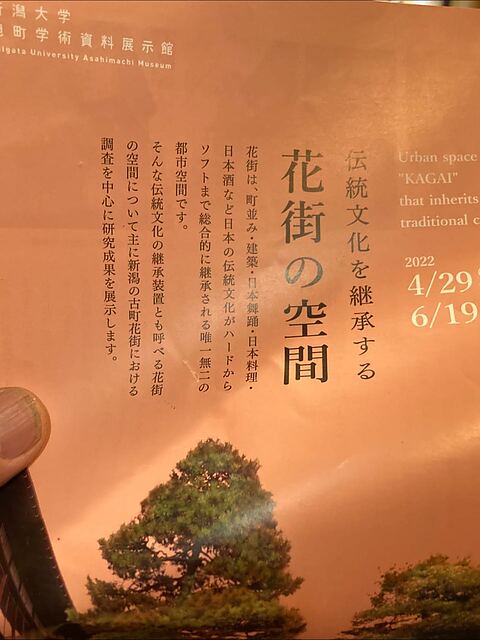 新潟大学
旭町学術資料展示館
Niigata University Asahimachi Museum
伝統文化を継承する
花街の空間
花街は、町並み・建築・日本舞踊・日本料理・
日本酒など日本の伝統文化がハードから
ソフトまで総合的に継承される唯一無二の
都市空間です。
そんな伝統文化の継承装置とも呼べる花街
の空間について主に新潟の古町花街における
調査を中心に研究成果を展示します。
Urban space
"KAGAI"
that inherits
traditional c
2022
4/29
6/19